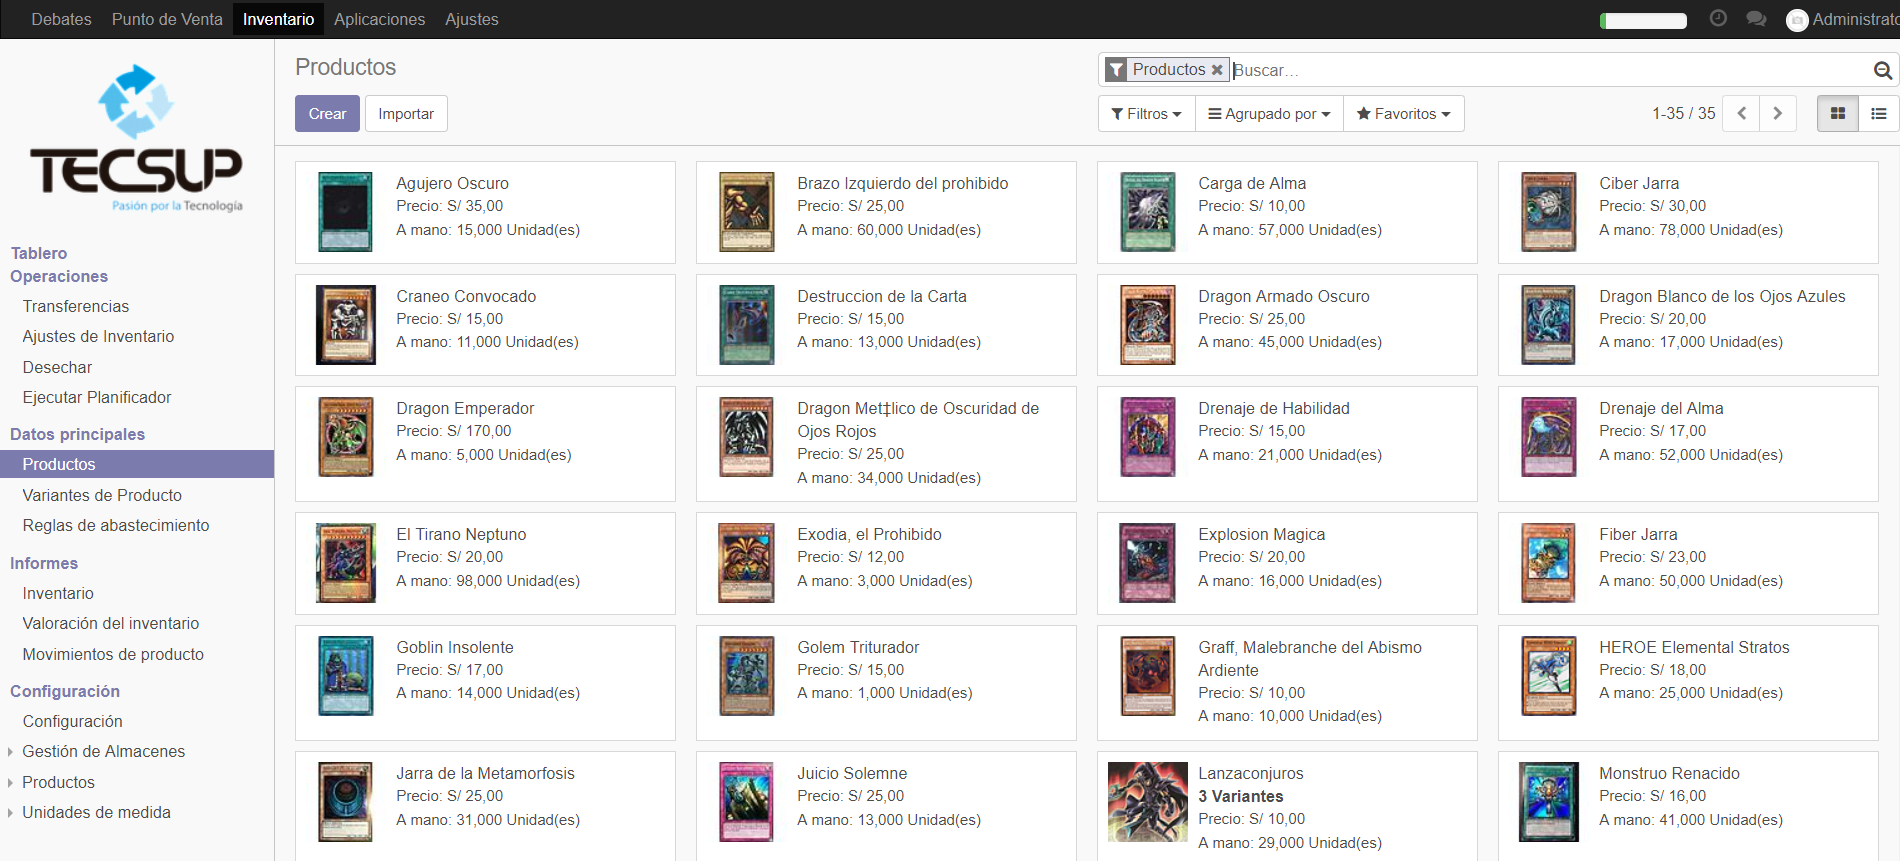 Debates Punto de Venta Inventario Aplicaciones Ajustes Administrato
TECSUP
Pasión por la Tecnología
Tablero
Operaciones
Transferencias
Ajustes de Inventario
Desechar
Ejecutar Planificador
Datos principales
Productos
Variantes de Producto
Reglas de abastecimiento
Informes
Inventario
Valoración del inventario
Movimientos de producto
Configuración
Configuración
Gestión de Almacenes
Productos
Unidades de medida
Productos
Productos Buscar...
Crear Importar
Filtros Agrupado por Favoritos 1-35 / 35
Agujero Oscuro
Precio: S/ 35,00
A mano: 15,000 Unidad(es)
Brazo Izquierdo del prohibido
Precio: S/ 25,00
A mano: 60,000 Unidad(es)
Carga de Alma
Precio: S/ 10,00
A mano: 57,000 Unidad(es)
Ciber Jarra
Precio: S/ 30,00
A mano: 78,000 Unidad(es)
Craneo Convocado
Precio: S/ 15,00
A mano: 11,000 Unidad(es)
Destruccion de la Carta
Precio: S/ 15,00
A mano: 13,000 Unidad(es)
Dragon Armado Oscuro
Precio: S/ 25,00
A mano: 45,000 Unidad(es)
Dragon Blanco de los Ojos Azules
Precio: S/ 20,00
A mano: 17,000 Unidad(es)
Dragon Emperador
Precio: S/ 170,00
A mano: 5,000 Unidad(es)
Dragon Met‡lico de Oscuridad de
Ojos Rojos
Precio: S/ 25,00
A mano: 34,000 Unidad(es)
Drenaje de Habilidad
Precio: S/ 15,00
A mano: 21,000 Unidad(es)
Drenaje del Alma
Precio: S/ 17,00
A mano: 52,000 Unidad(es)
El Tirano Neptuno
Precio: S/ 20,00
A mano: 98,000 Unidad(es)
Exodia, el Prohibido
Precio: S/ 12,00
A mano: 3,000 Unidad(es)
Explosion Magica
Precio: S/ 20,00
A mano: 16,000 Unidad(es)
Fiber Jarra
Precio: S/ 23,00
A mano: 50,000 Unidad(es)
Goblin Insolente
Precio: S/ 17,00
A mano: 14,000 Unidad(es)
Golem Triturador
Precio: S/ 15,00
A mano: 1,000 Unidad(es)
Graff, Malebranche del Abismo
Ardiente
Precio: S/ 10,00
A mano: 10,000 Unidad(es)
HEROE Elemental Stratos
Precio: S/ 18,00
A mano: 25,000 Unidad(es)
Jarra de la Metamorfosis
Precio: S/ 25,00
A mano: 31,000 Unidad(es)
Juicio Solemne
Precio: S/ 25,00
A mano: 13,000 Unidad(es)
Lanzaconjuros
3 Variantes
Precio: S/ 10,00
A mano: 29,000 Unidad(es)
Monstruo Renacido
Precio: S/ 16,00
A mano: 41,000 Unidad(es)